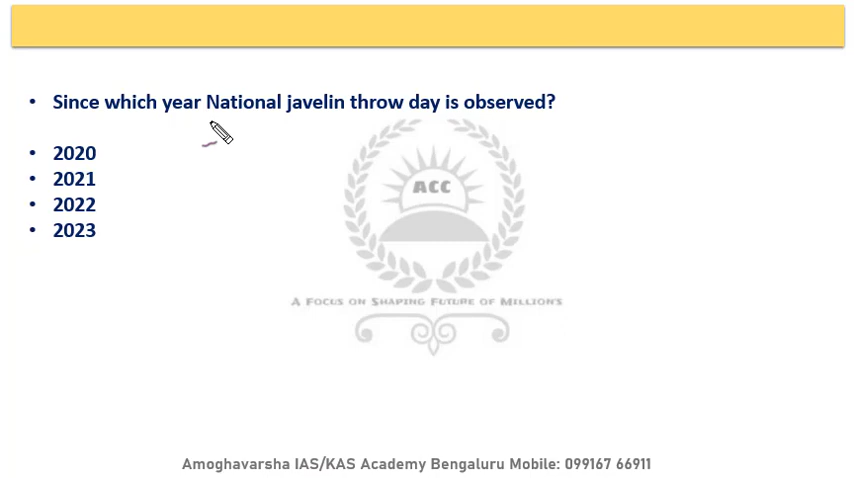 • Since which year National javelin throw day is observed?
• 2020
• 2021
• 2022
• 2023
ACC
A Focus on Shaping Future of Millions
Amoghavarsha IAS/KAS Academy Bengaluru Mobile: 099167 66911